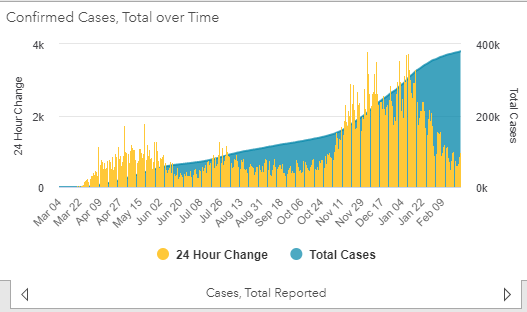 Confirmed Cases, Total over Time
4k
2k
0
24 Hour Change
400k
200k
0k
Total Cases
Mar 04
Mar 22
Apr 09
Apr 27
May 15
Jun 02
Jun 20
Jul 08
Jul 26
Aug 13
Aug 31
Sep 18
Oct 06
Oct 24
Nov 11
Nov 29
Dec 17
Jan 04
Jan 22
Feb 09
24 Hour Change
Total Cases
Cases, Total Reported